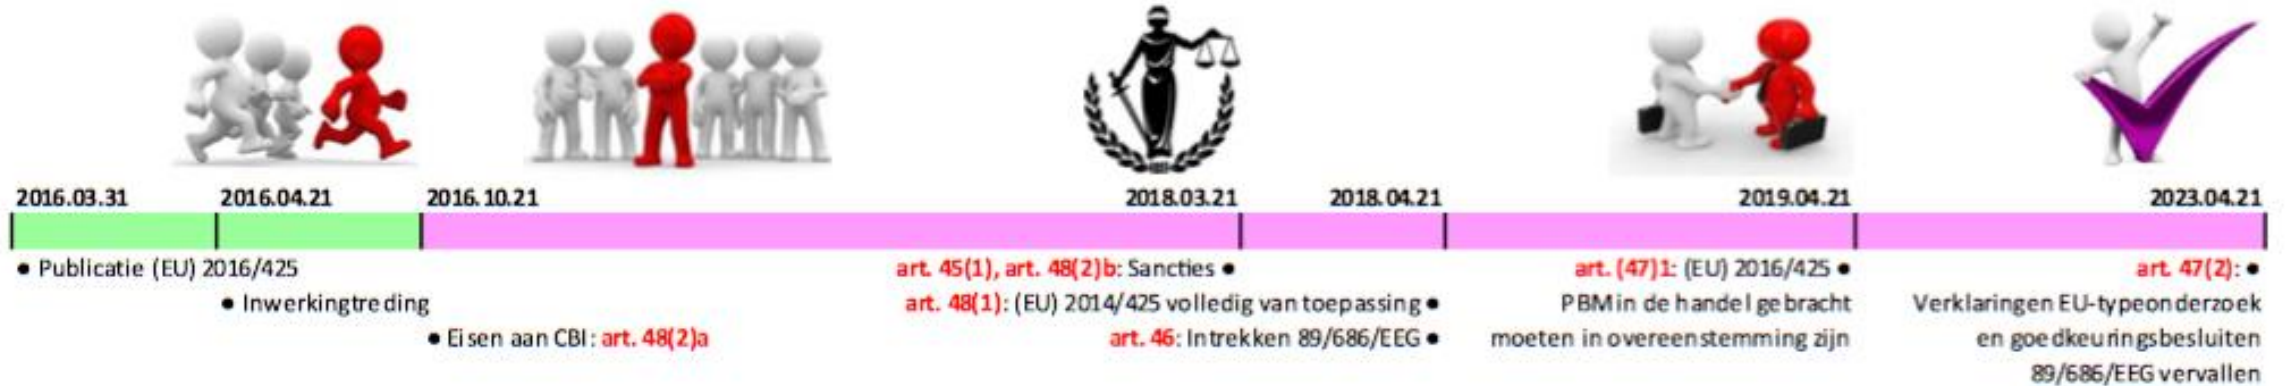 2016.03.31 2016.04.21 2016.10.21 2018.03.21 2018.04.21 2019.04.21 2023.04.21
• Publicatie (EU) 2016/425
• Inwerkingtreding
• Eisen aan CBI: art. 48(2)a
art. 45(1), art. 48(2)b: Sancties •
art. 48(1): (EU) 2014/425 volledig van toepassing •
art. 46: Intrekken 89/686/EEG •
art. (47)1: (EU) 2016/425 •
PBM in de handel gebracht
moeten in overeenstemming zijn
art. 47(2): •
Verklaringen EU-typeonderzoek
en goedkeuringsbesluiten
89/686/EEG vervallen